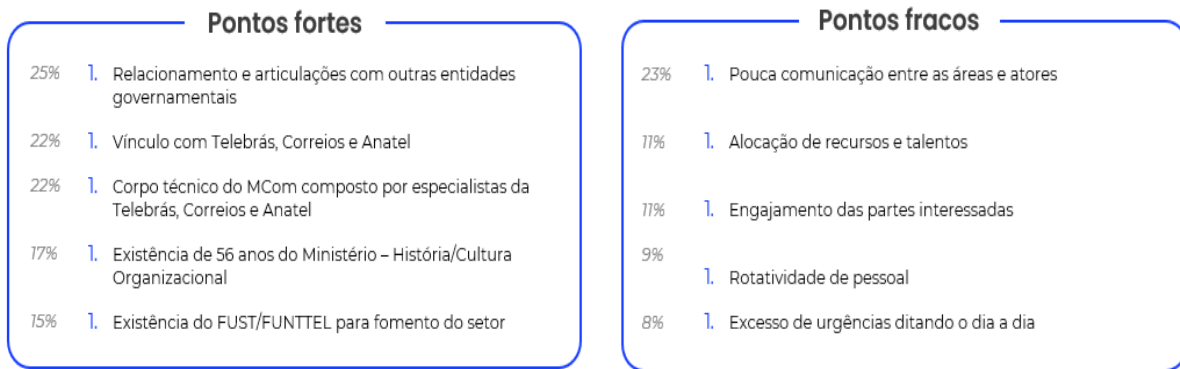 Pontos fortes
25% 1. Relacionamento e articulações com outras entidades
governamentais
22% 1. Vínculo com Telebrás, Correios e Anatel
22% 1. Corpo técnico do MCom composto por especialistas da
Telebrás, Correios e Anatel
17% 1. Existência de 56 anos do Ministério – História/Cultura
Organizacional
15% 1. Existência do FUST/FUNTTEL para fomento do setor
Pontos fracos
23% 1. Pouca comunicação entre as áreas e atores
11% 1. Alocação de recursos e talentos
11% 1. Engajamento das partes interessadas
9%
1. Rotatividade de pessoal
8% 1. Excesso de urgências ditando o dia a dia